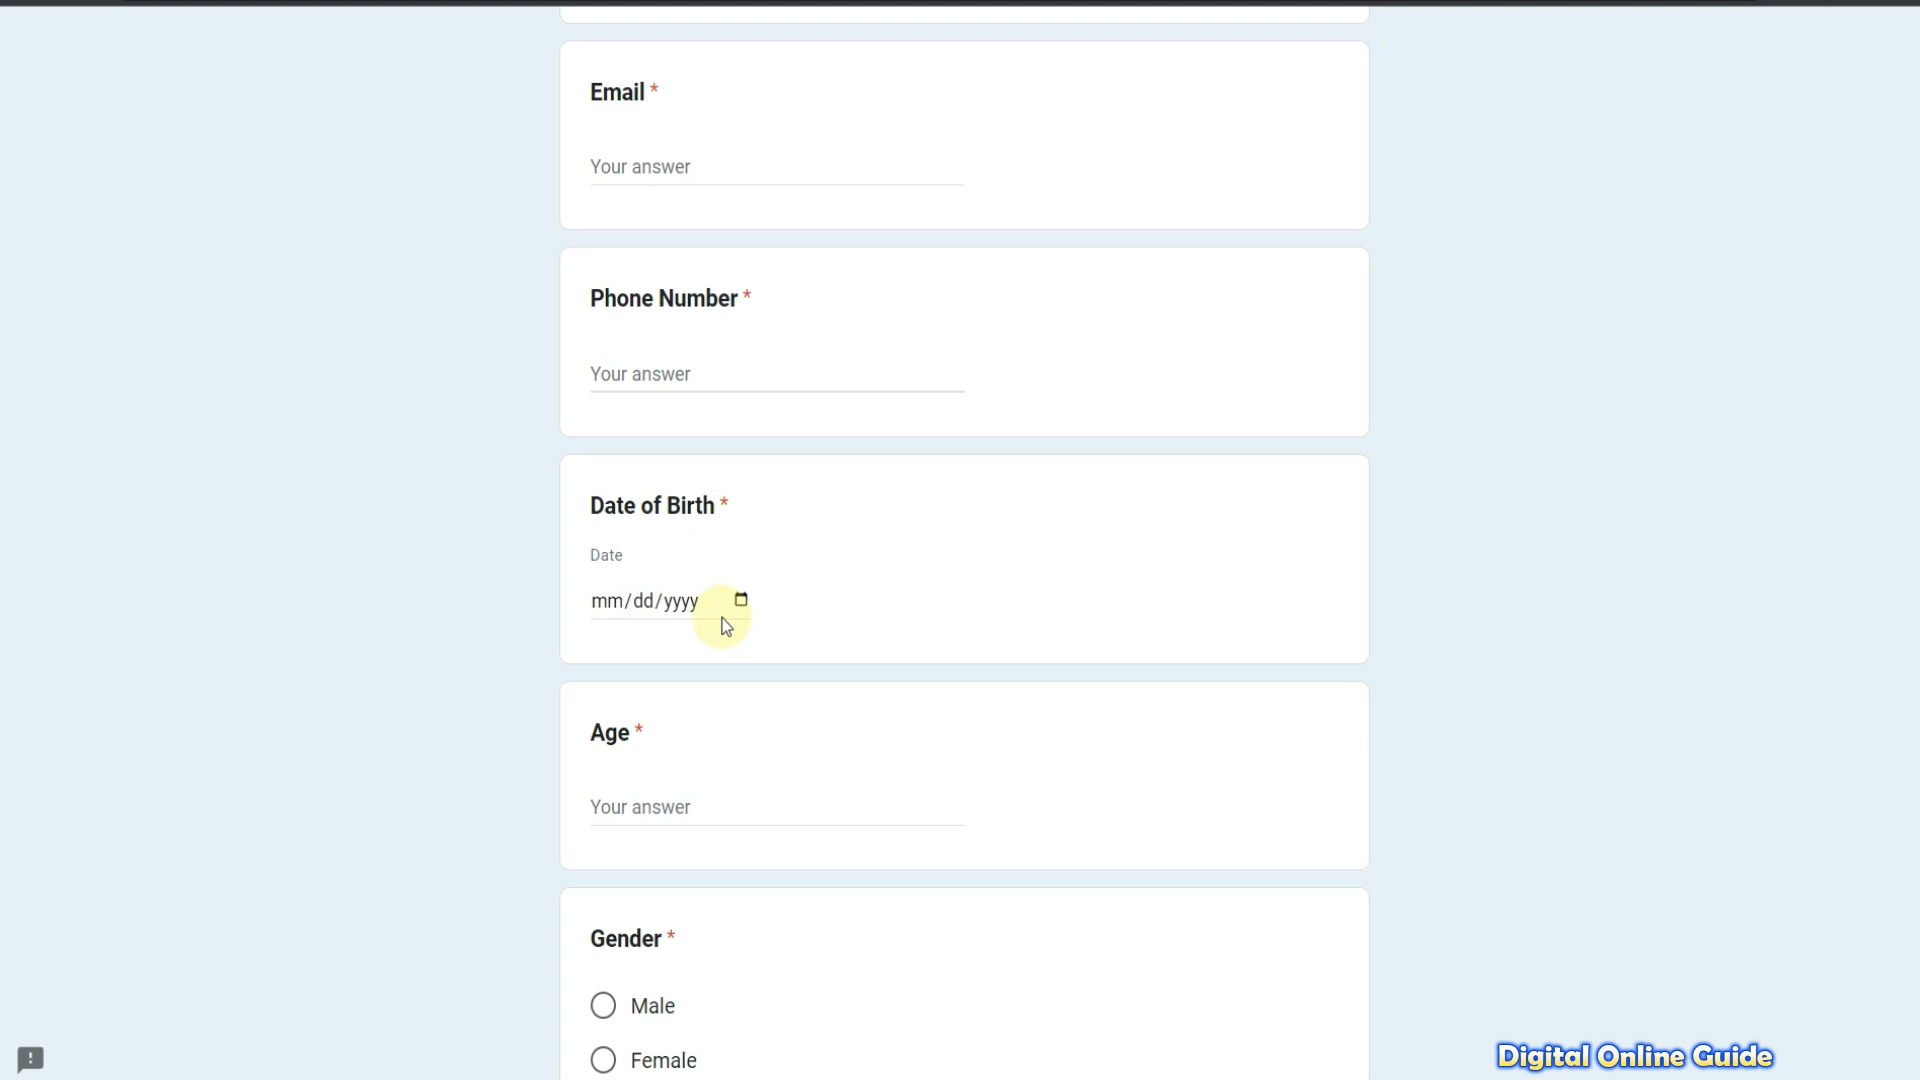 Email *
Your answer
Phone Number *
Your answer
Date of Birth *
Date
mm/dd/yyyy
Age *
Your answer
Gender *
Male
Female
Digital Online Guide